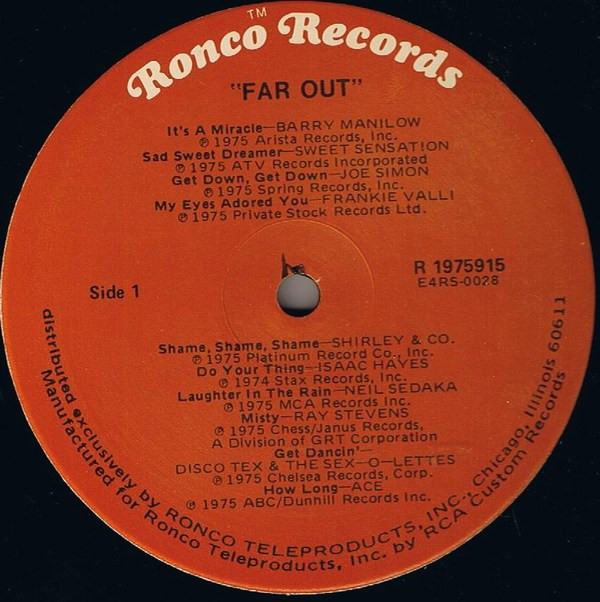 Ronco™ Records
"FAR OUT"
It's A Miracle—BARRY MANILOW
℗ 1975 Arista Records, Inc.
Sad Sweet Dreamer—SWEET SENSATION
℗ 1975 ATV Records Incorporated
Get Down, Get Down—JOE SIMON
℗ 1975 Spring Records, Inc.
My Eyes Adored You—FRANKIE VALLI
℗ 1975 Private Stock Records Ltd.
Side 1
R 1975915
E4RS-0028
Shame, Shame, Shame—SHIRLEY & CO.
℗ 1975 Platinum Record Co., Inc.
Do Your Thing—ISAAC HAYES
℗ 1974 Stax Records, Inc.
Laughter In The Rain—NEIL SEDAKA
℗ 1975 MCA Records Inc.
Misty—RAY STEVENS
℗ 1975 Chess/Janus Records,
A Division of GRT Corporation
Get Dancin'—
DISCO TEX & THE SEX—O—LETTES
℗ 1975 Chelsea Records, Corp.
How Long—ACE
℗ 1975 ABC/Dunhill Records Inc.
distributed exclusively by RONCO TELEPRODUCTS, INC., Chicago, Illinois 60611
Manufactured for Ronco Teleproducts, Inc. by RCA Custom Records